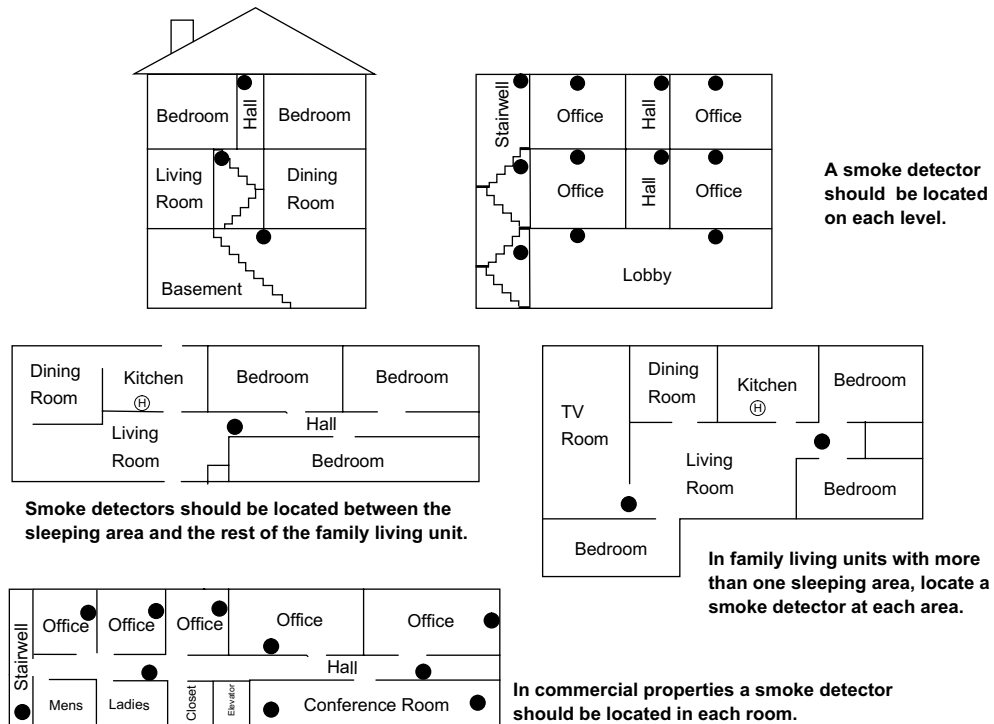 Bedroom
Hall
Bedroom
Living
Room
Dining
Room
Basement
Stairwell
Office
Hall
Office
Office
Hall
Office
Lobby
A smoke detector
should be located
on each level.
Dining
Room
Kitchen
H
Bedroom
Bedroom
Living
Room
Hall
Bedroom
Smoke detectors should be located between the
sleeping area and the rest of the family living unit.
TV
Room
Dining
Room
Kitchen
H
Bedroom
Living
Room
Bedroom
Bedroom
In family living units with more
than one sleeping area, locate a
smoke detector at each area.
Stairwell
Office
Office
Office
Office
Office
Hall
Mens
Ladies
Closet
Elevator
Conference Room
In commercial properties a smoke detector
should be located in each room.